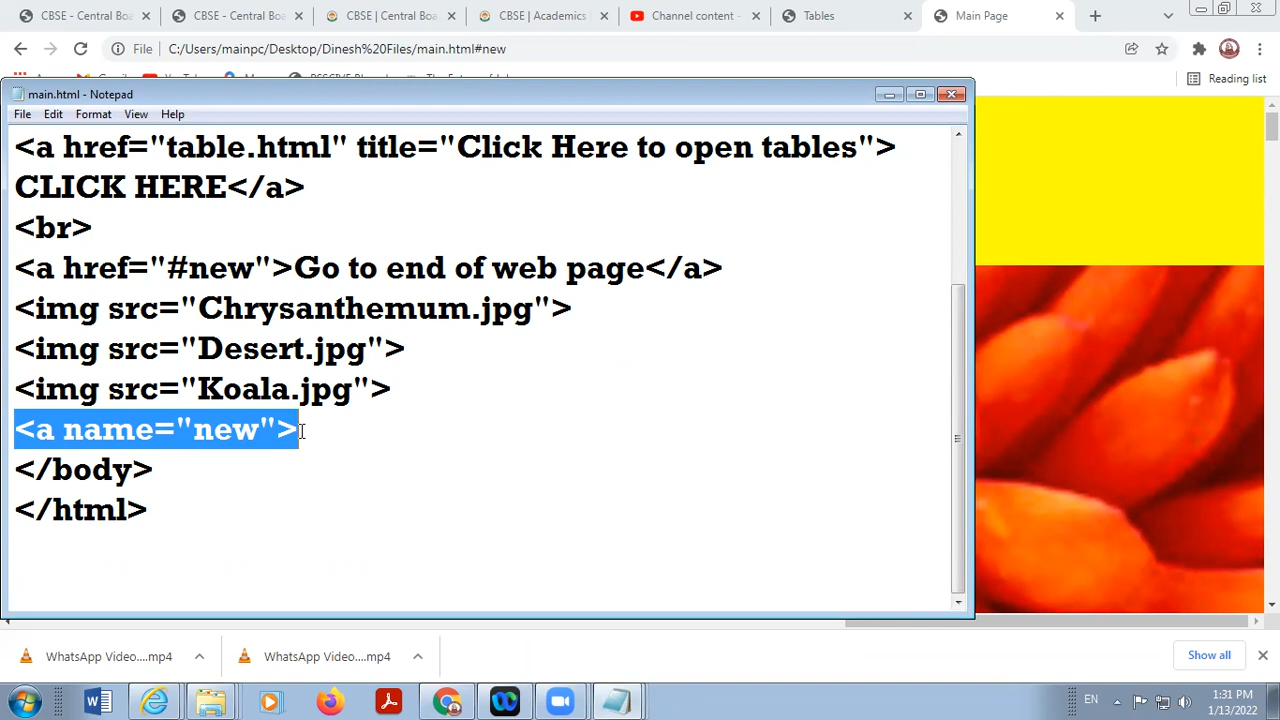 CBSE - Central Boa
CBSE - Central Boa
CBSE | Central Boa
CBSE | Academics
Channel content -
Tables
Main Page
File
C:/Users/mainpc/Desktop/Dinesh%20Files/main.html#new
Reading list
main.html - Notepad
File Edit Format View Help
<a href="table.html" title="Click Here to open tables">
CLICK HERE</a>
<br>
<a href="#new">Go to end of web page</a>
<img src="Chrysanthemum.jpg">
<img src="Desert.jpg">
<img src="Koala.jpg">
<a name="new">
</body>
</html>
WhatsApp Video....mp4
WhatsApp Video....mp4
Show all
EN
1:31 PM
1/13/2022